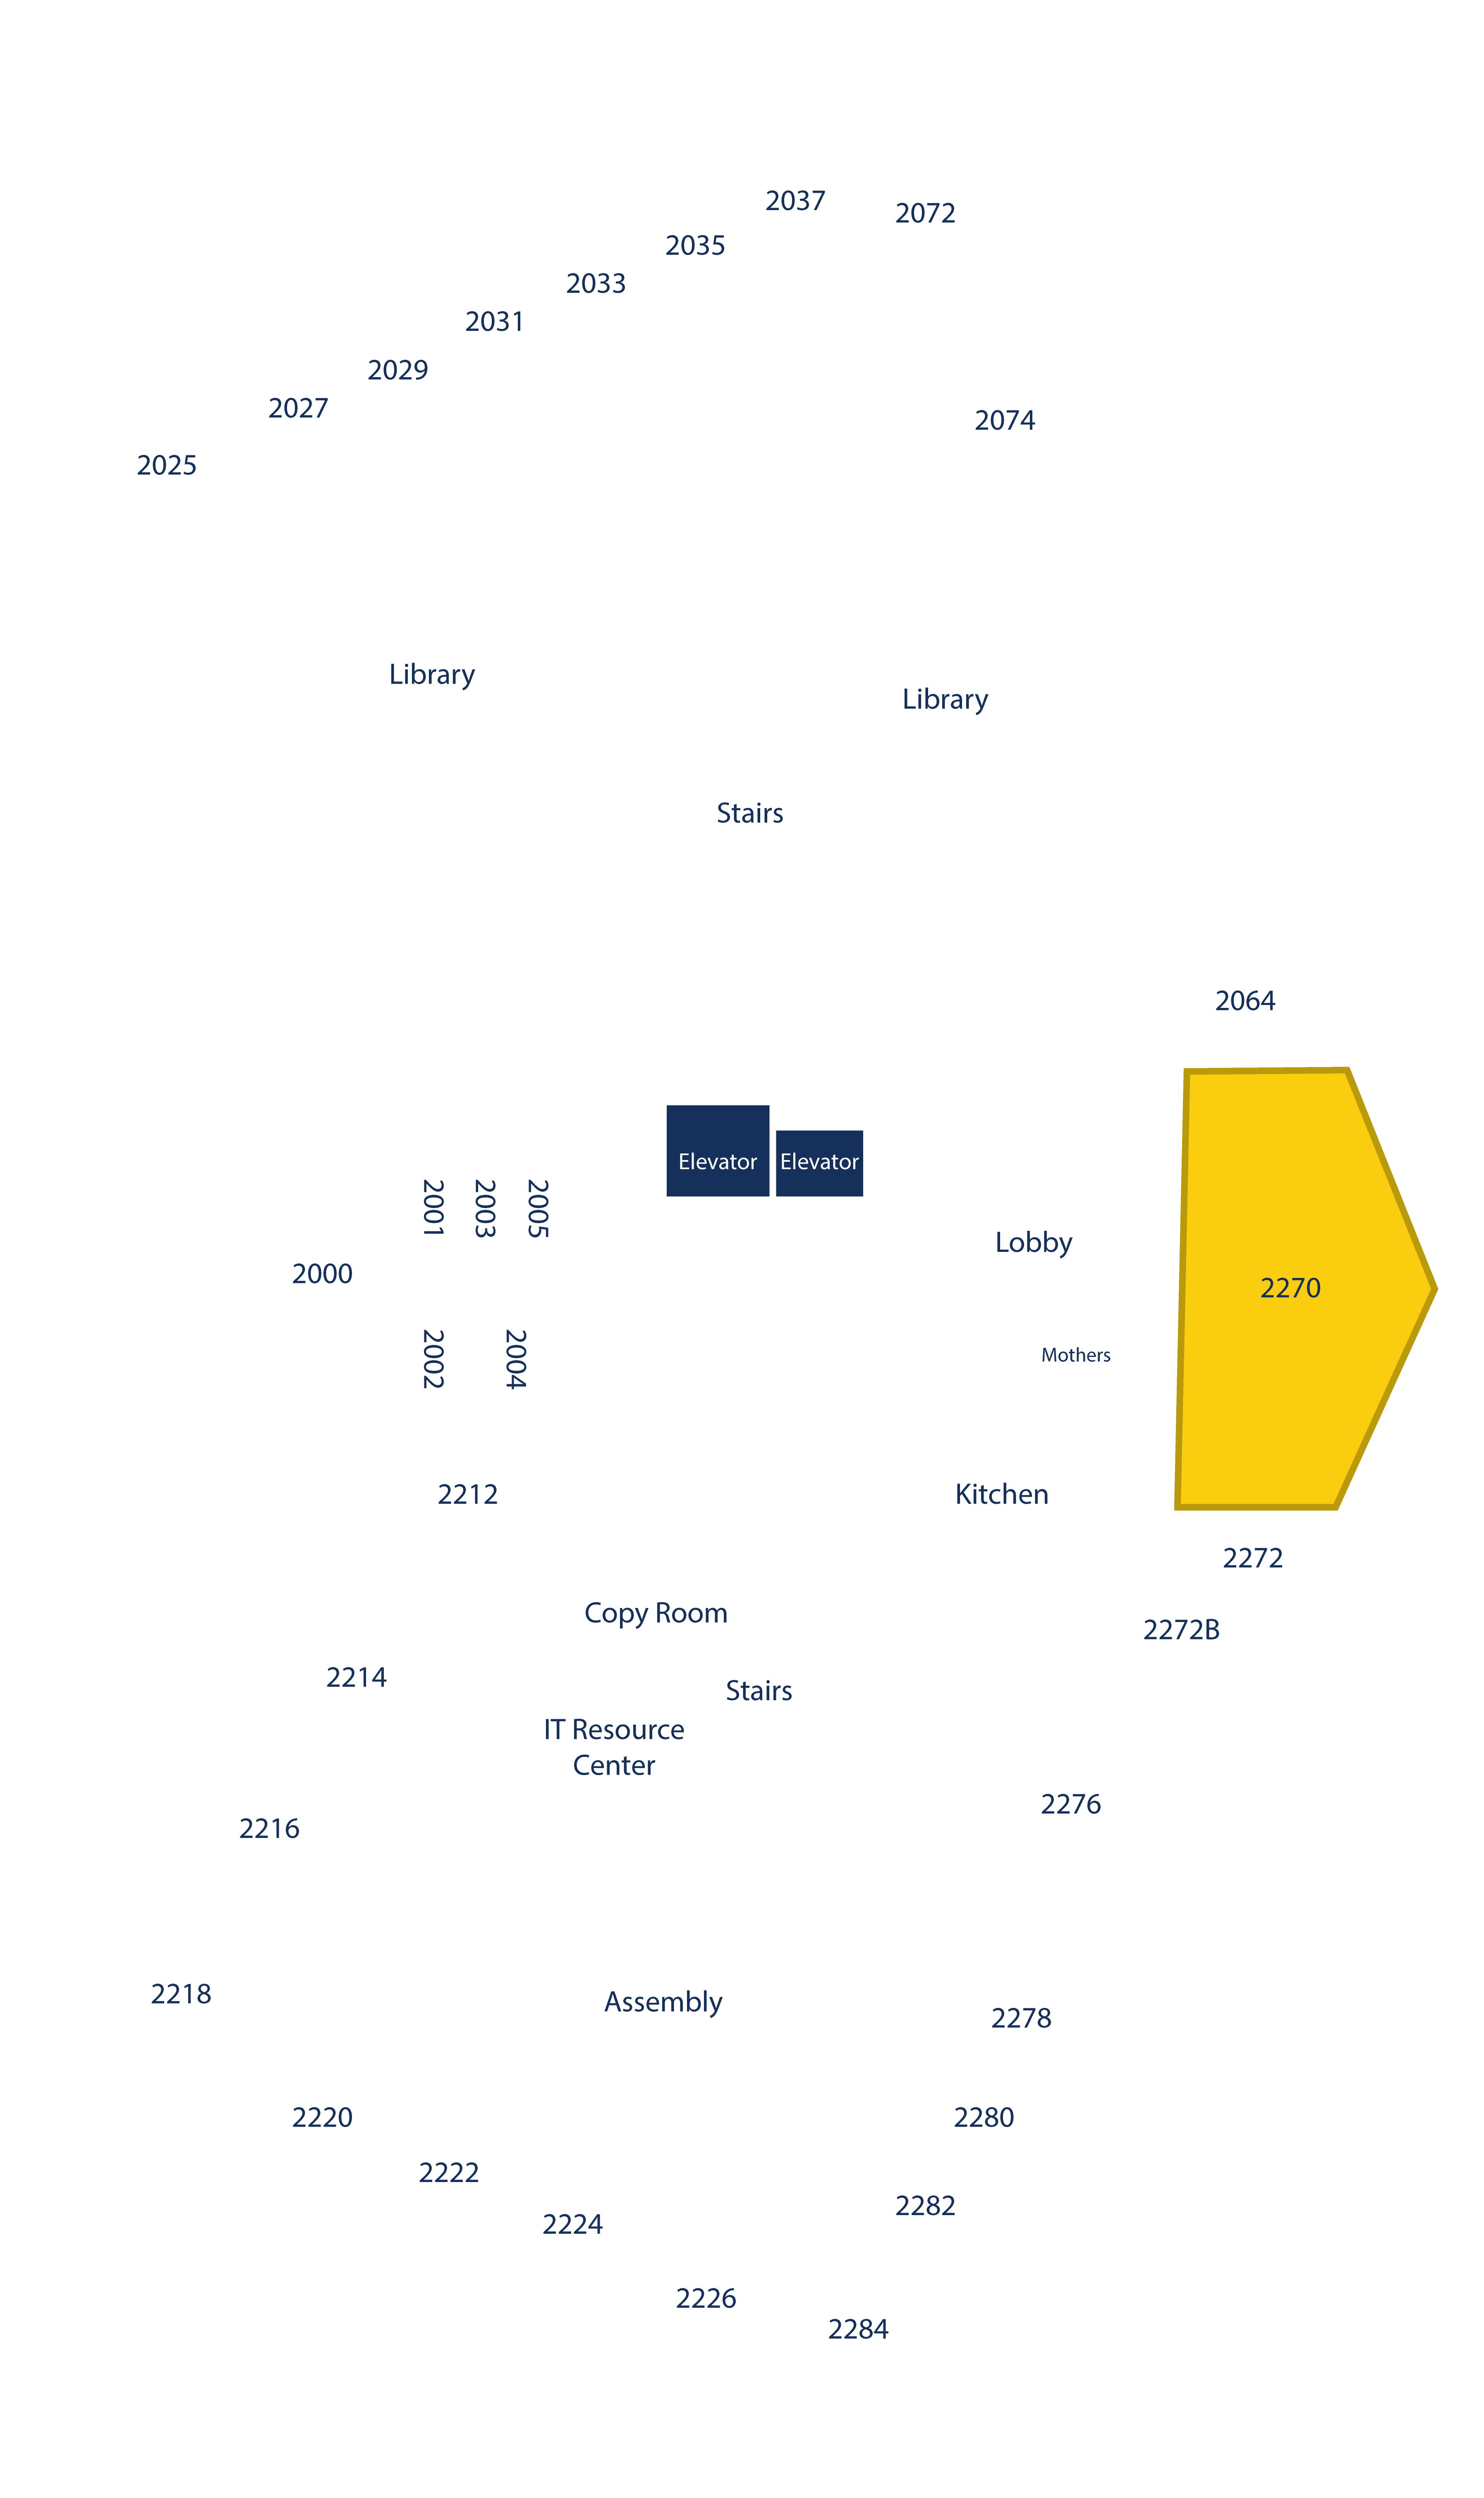 2037
2072
2035
2033
2031
2029
2027
2074
2025
Library
Library
Stairs
2064
Elevator
Elevator
2001
2003
2005
Lobby
2000
2270
2002
2004
Mothers
2212
Kitchen
2272
Copy Room
2272B
2214
Stairs
IT Resource
Center
2276
2216
2218
Assembly
2278
2220
2280
2222
2282
2224
2226
2284